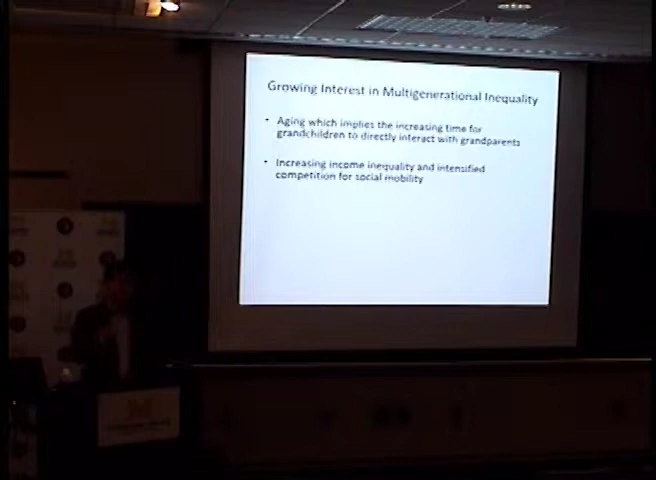 Growing Interest in Multigenerational Inequality
• Aging which implies the increasing time for
grandchildren to directly interact with grandparents
• Increasing income inequality and intensified
competition for social mobility